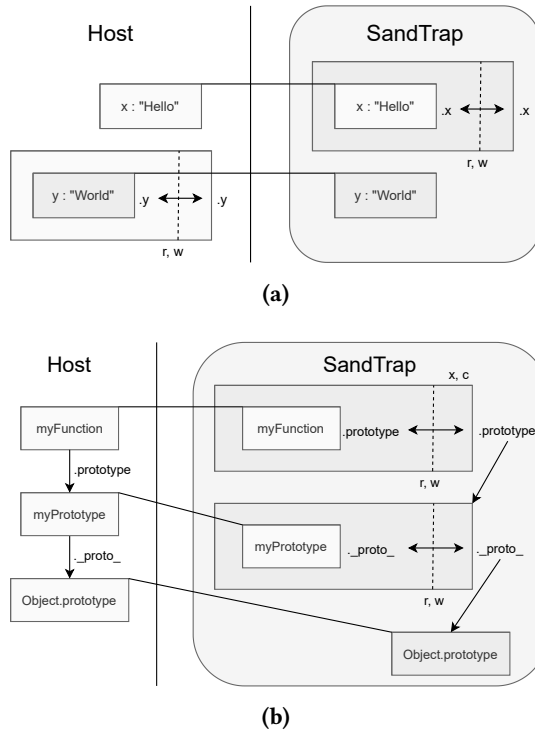 Host
SandTrap
x : "Hello"
x : "Hello"
.x
.x
r, w
y : "World"
.y
.y
y : "World"
r, w
(a)
Host
SandTrap
x, c
myFunction
myFunction
.prototype
.prototype
.prototype
r, w
myPrototype
myPrototype
._proto_
._proto_
._proto_
r, w
Object.prototype
Object.prototype
(b)